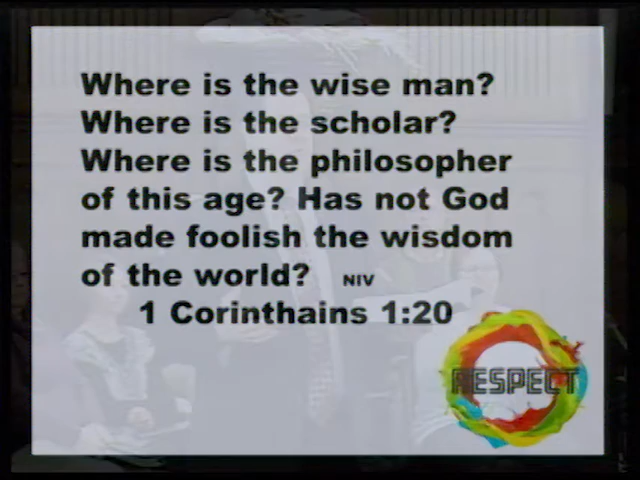 Where is the wise man?
Where is the scholar?
Where is the philosopher
of this age? Has not God
made foolish the wisdom
of the world? NIV
1 Corinthains 1:20
RESPECT